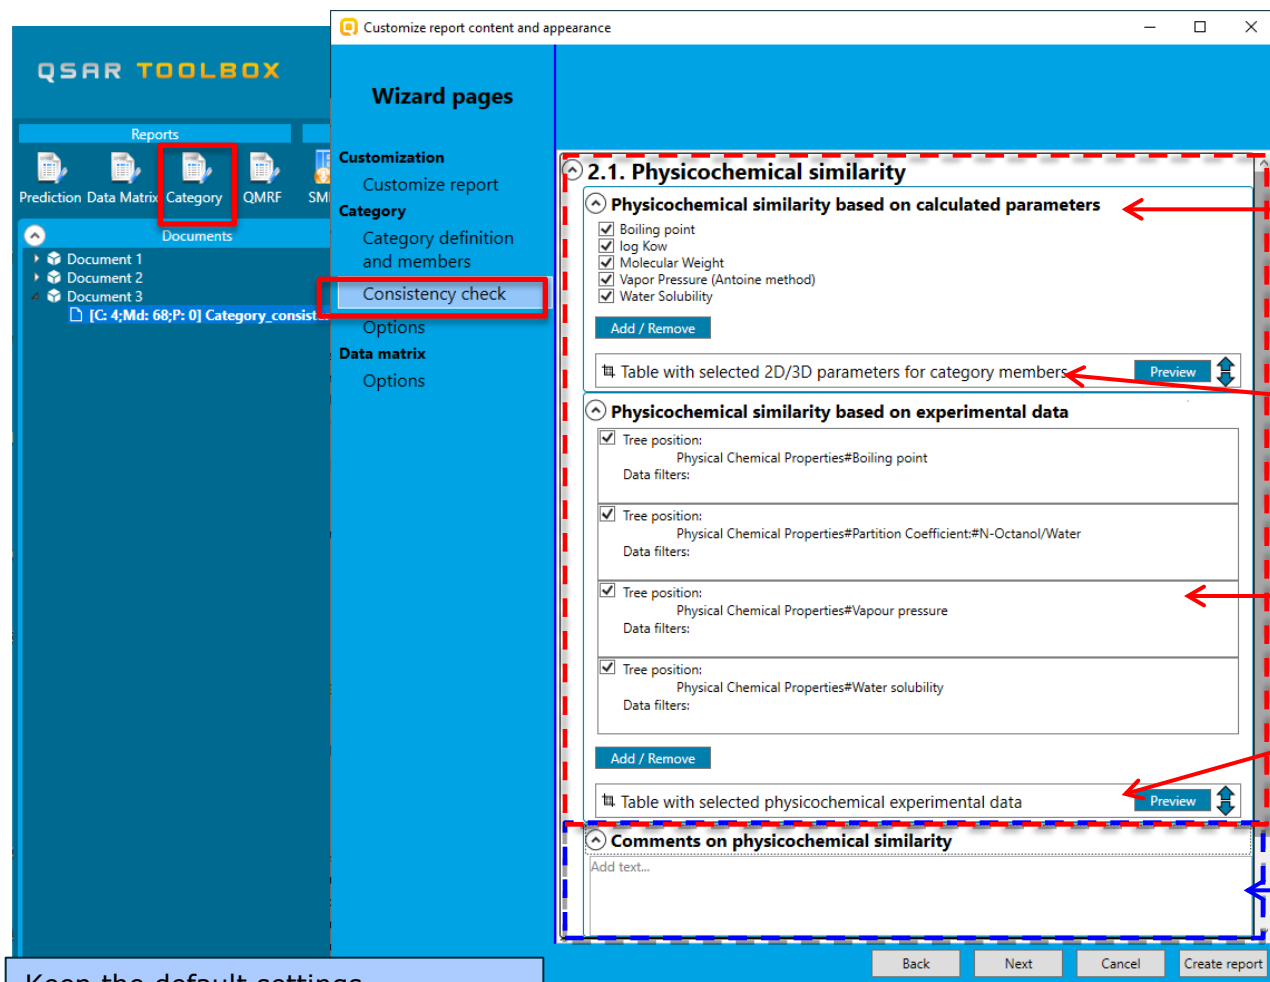 Customize report content and appearance
QSAR TOOLBOX
Reports
Prediction Data Matrix Category QMRF
Documents
Document 1
Document 2
Document 3
[C: 4;Md: 68;P: 0]
Wizard pages
Customization
Customize report
Category
Category definition
and members
Consistency check
Options
Data matrix
Options
2.1. Physicochemical similarity
Physicochemical similarity based on calculated parameters
Boiling point
log Kow
Molecular Weight
Vapor Pressure (Antoine method)
Water Solubility
Add / Remove
Table with selected 2D/3D parameters for category members
Preview
Physicochemical similarity based on experimental data
Tree position:
Physical Chemical Properties#Boiling point
Data filters:
Tree position:
Physical Chemical Properties#Partition Coefficient:#N-Octanol/Water
Data filters:
Tree position:
Physical Chemical Properties#Vapour pressure
Data filters:
Tree position:
Physical Chemical Properties#Water solubility
Data filters:
Add / Remove
Table with selected physicochemical experimental data
Preview
Comments on physicochemical similarity
Add text...
Back Next Cancel Create report
Keep the default settings